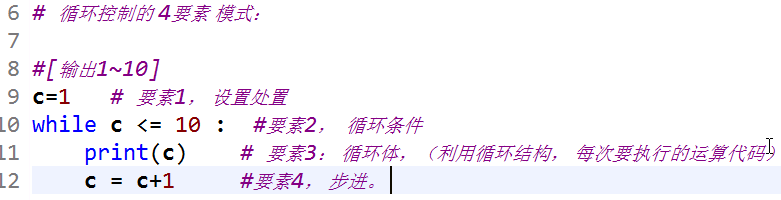 6 # 循环控制的4要素 模式:
7
8 #[输出1~10]
9 c=1 # 要素1, 设置处置
10 while c <= 10 : #要素2, 循环条件
11 print(c) # 要素3: 循环体, (利用循环结构, 每次要执行的运算代码)
12 c = c+1 #要素4, 步进。